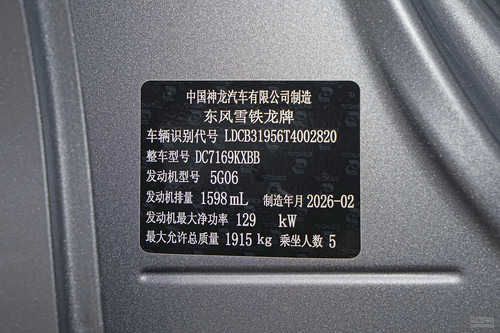 中国神龙汽车有限公司制造
东风雪铁龙牌
车辆识别代号 LDCB31956T4002820
整车型号 DC7169KXBB
发动机型号 5G06
发动机排量 1598 mL 制造年月 2026-02
发动机最大净功率 129 kW
最大允许总质量 1915 kg 乘坐人数 5